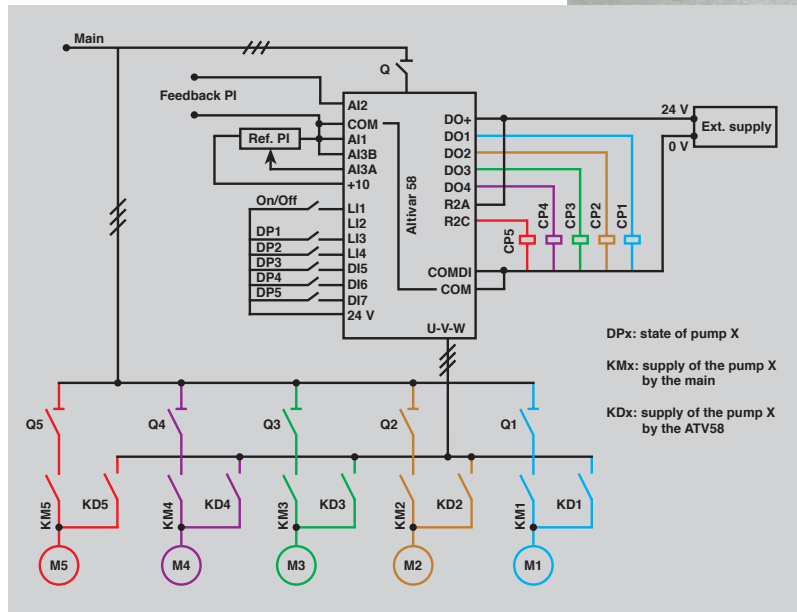 Main
Q
Feedback PI
Ref. PI
AI2
COM
AI1
AI3B
AI3A
+10
On/Off
LI1
LI2
DP1
LI3
DP2
LI4
DP3
DI5
DP4
DI6
DP5
DI7
24 V
Altivar 58
DO+
DO1
DO2
DO3
DO4
R2A
R2C
COMDI
COM
U-V-W
24 V
0 V
Ext. supply
CP5
CP4
CP3
CP2
CP1
DPx: state of pump X
KMx: supply of the pump X
by the main
KDx: supply of the pump X
by the ATV58
Q5
Q4
Q3
Q2
Q1
KM5
KD5
KM4
KD4
KM3
KD3
KM2
KD2
KM1
KD1
M5
M4
M3
M2
M1